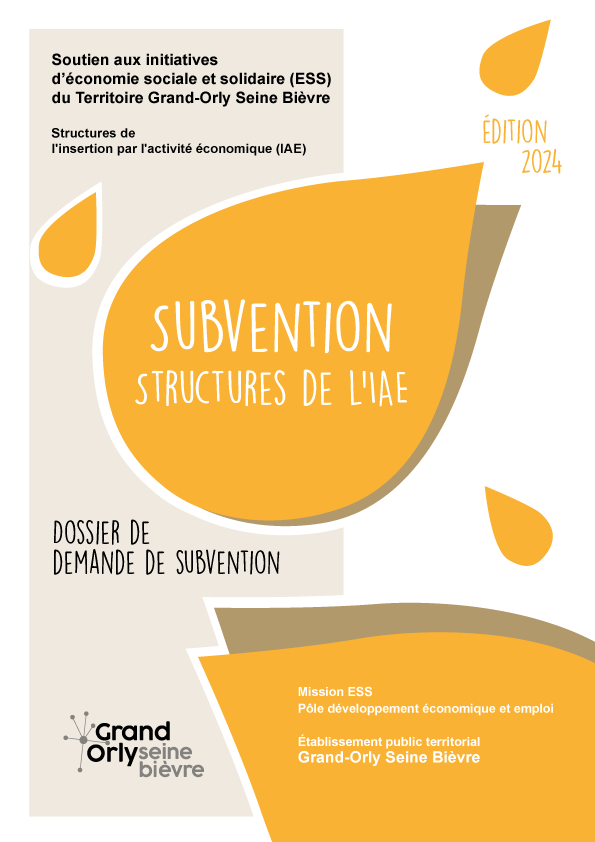 Soutien aux initiatives
d'économie sociale et solidaire (ESS)
du Territoire Grand-Orly Seine Bièvre
Structures de
l'insertion par l'activité économique (IAE)
ÉDITION
2024
SUBVENTION
STRUCTURES DE L'IAE
DOSSIER DE
DEMANDE DE SUBVENTION
Mission ESS
Pôle développement économique et emploi
Établissement public territorial
Grand-Orly Seine Bièvre
Grand
Orly seine
bièvre